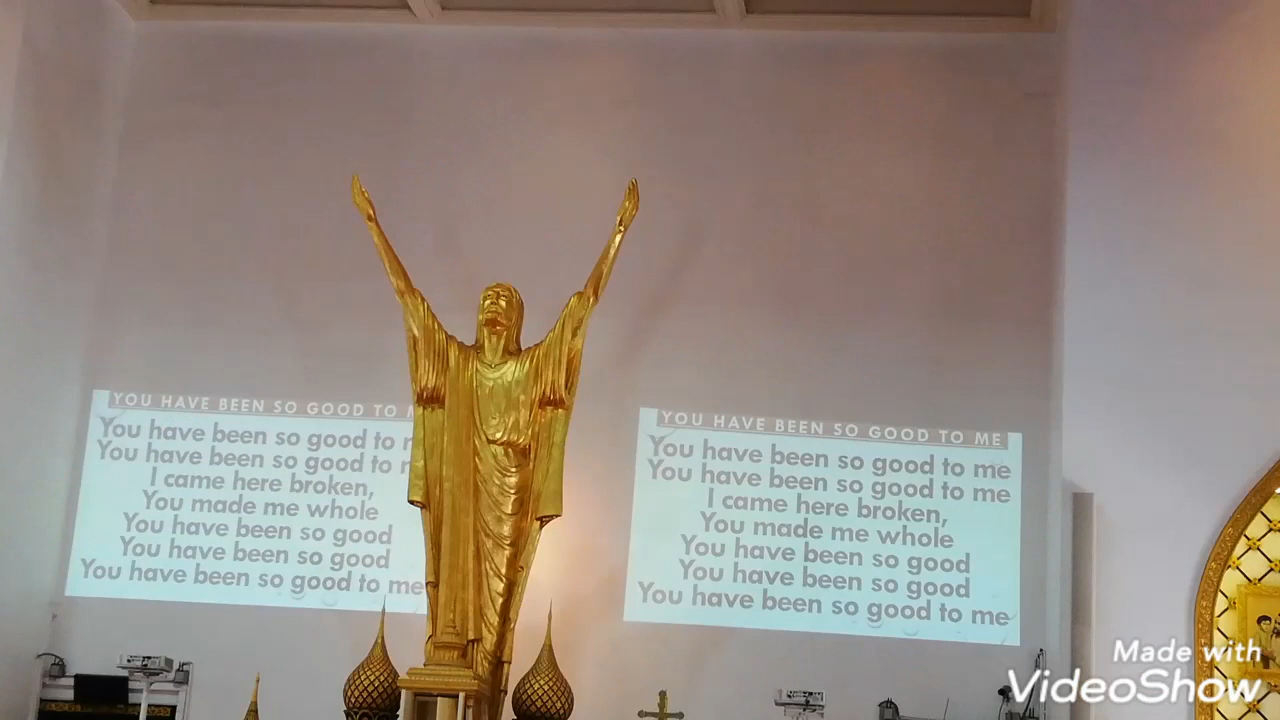 YOU HAVE BEEN SO GOOD TO
You have been so good to
You have been so good to
I came here broken,
You made me whole
You have been so good
You have been so good
You have been so good to me
YOU HAVE BEEN SO GOOD TO ME
You have been so good to me
You have been so good to me
I came here broken,
You made me whole
You have been so good
You have been so good
You have been so good to me
Made with
VideoShow